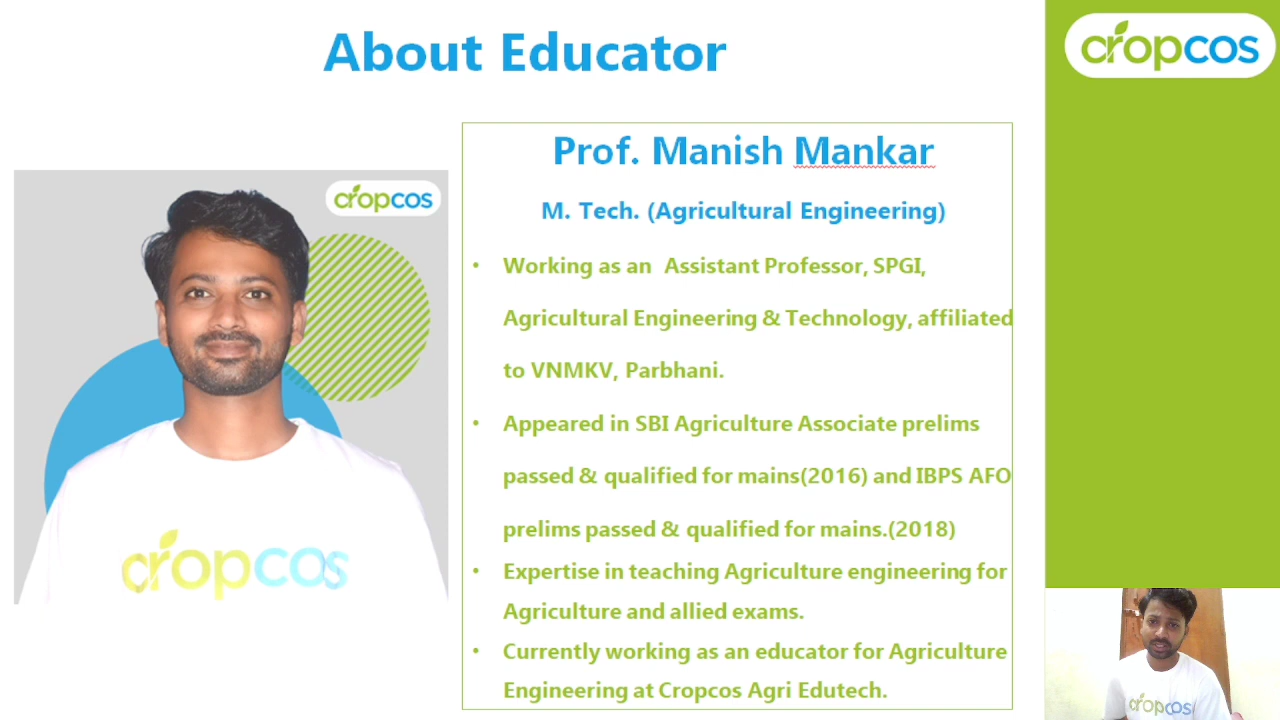 About Educator
cropcos
Prof. Manish Mankar
cropcos
M. Tech. (Agricultural Engineering)
• Working as an Assistant Professor, SPGI,
Agricultural Engineering & Technology, affiliated
to VNMKV, Parbhani.
• Appeared in SBI Agriculture Associate prelims
passed & qualified for mains(2016) and IBPS AFO
prelims passed & qualified for mains.(2018)
• Expertise in teaching Agriculture engineering for
Agriculture and allied exams.
• Currently working as an educator for Agriculture
Engineering at Cropcos Agri Edutech.
cropcos
cropcos